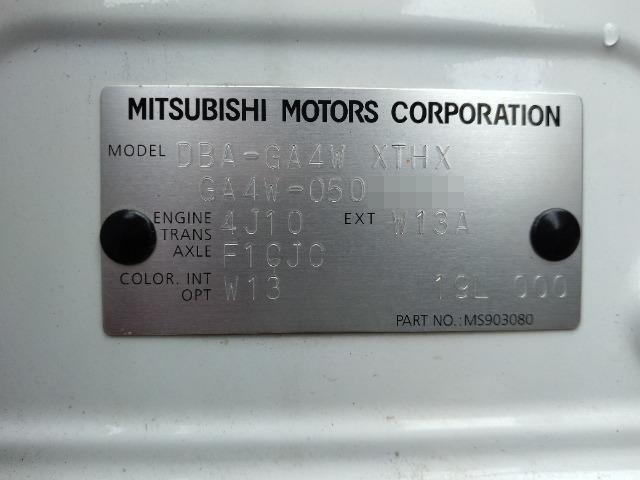 MITSUBISHI MOTORS CORPORATION
MODEL DBA-GA4W XTHX
GA4W-050
ENGINE 4J10 EXT W13A
TRANS AXLE F1CJC
COLOR. INT W13 19L 000
OPT
PART NO.:MS903080